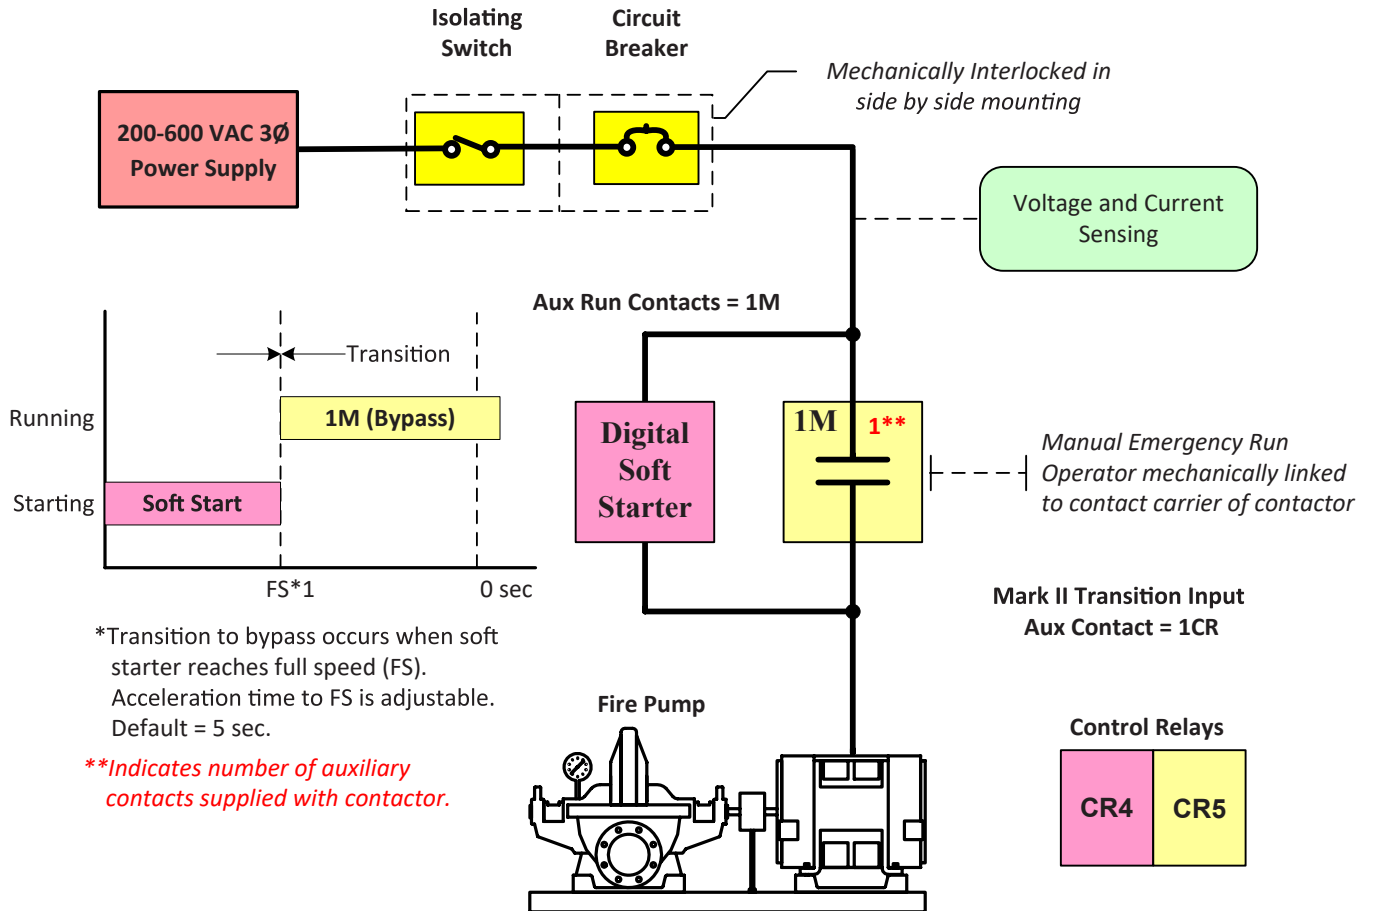 Isolating
Switch
Circuit
Breaker
Mechanically Interlocked in
side by side mounting
200-600 VAC 3Ø
Power Supply
Voltage and Current
Sensing
Aux Run Contacts = 1M
Transition
Running
1M (Bypass)
Starting
Soft Start
FS*1
0 sec
Digital
Soft
Starter
1M
1**
Manual Emergency Run
Operator mechanically linked
to contact carrier of contactor
Mark II Transition Input
Aux Contact = 1CR
*Transition to bypass occurs when soft
starter reaches full speed (FS).
Acceleration time to FS is adjustable.
Default = 5 sec.
**Indicates number of auxiliary
contacts supplied with contactor.
Fire Pump
Control Relays
CR4
CR5